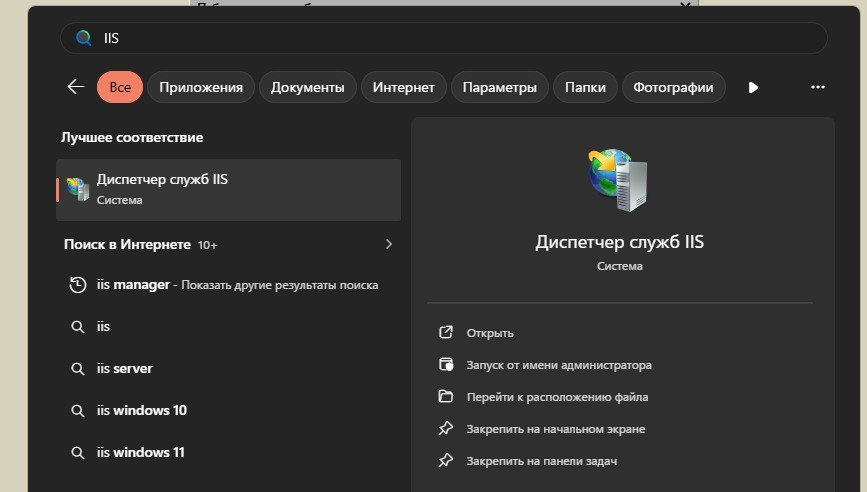 IIS
Все Приложения Документы Интернет Параметры Папки Фотографии
Лучшее соответствие
Диспетчер служб IIS
Система
Поиск в Интернете 10+
iis manager - Показать другие результаты поиска
iis
iis server
iis windows 10
iis windows 11
Диспетчер служб IIS
Система
Открыть
Запуск от имени администратора
Перейти к расположению файла
Закрепить на начальном экране
Закрепить на панели задач